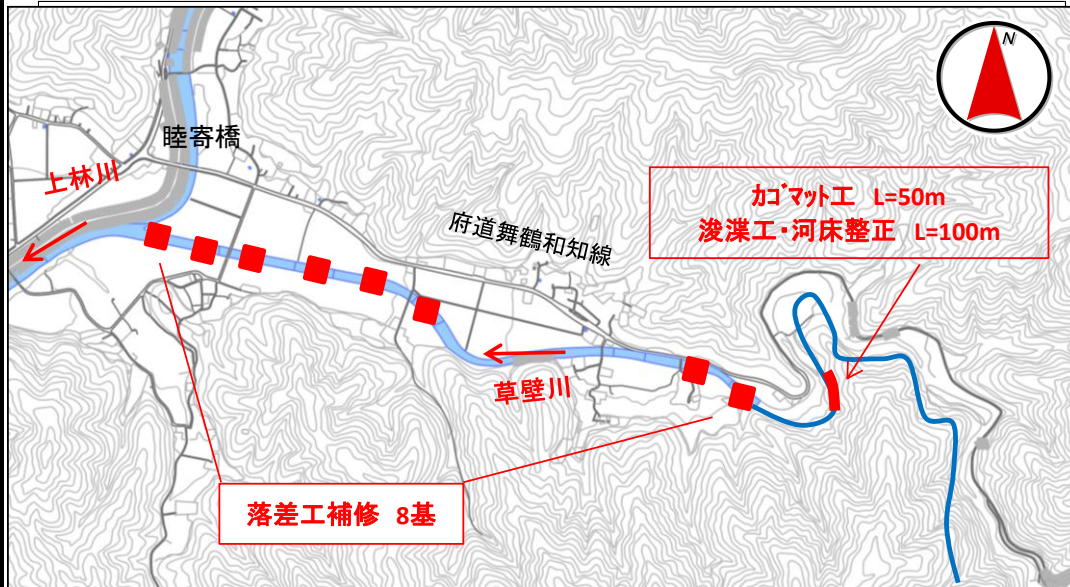 N
睦寄橋
上林川
府道舞鶴和知線
ｶｺﾞﾏｯﾄ工 L=50m
浚渫工・河床整正 L=100m
草壁川
落差工補修 8基